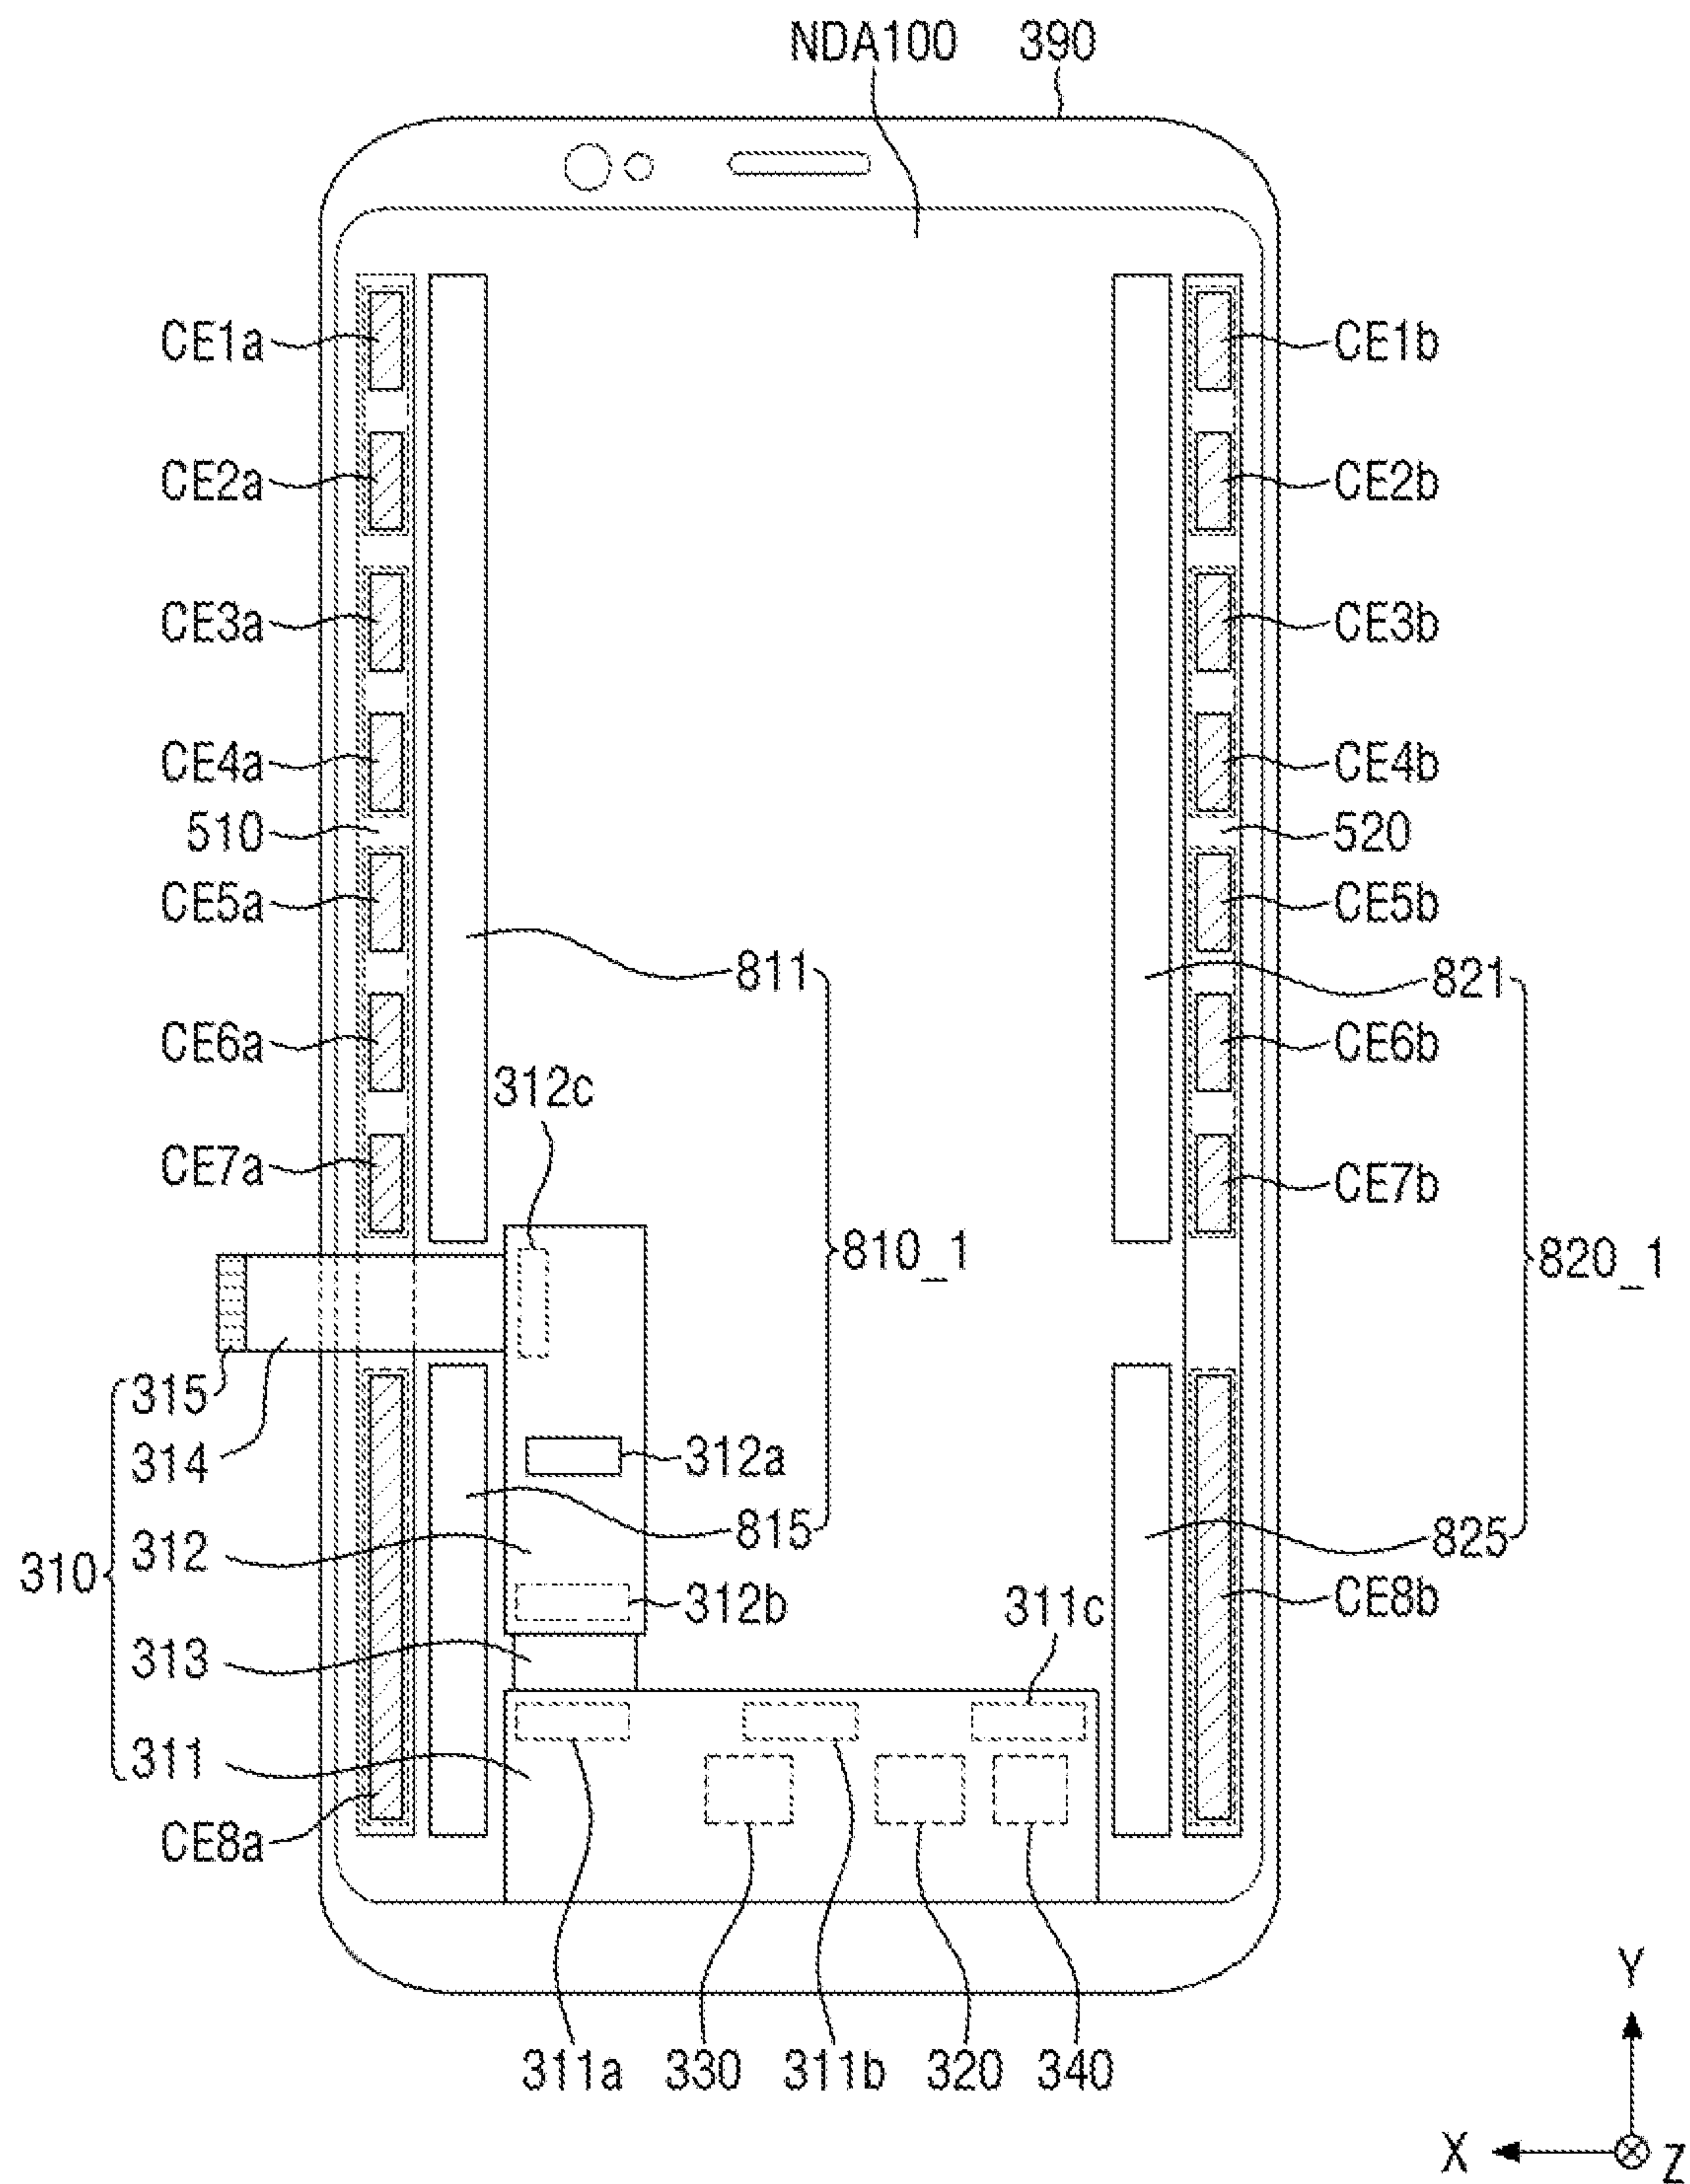 NDA100 390
CE1a CE1b
CE2a CE2b
CE3a CE3b
CE4a CE4b
510 520
CE5a CE5b
811 821
CE6a CE6b
312c
CE7a CE7b
810_1 820_1
315
314 312a
815 825
312
310
312b 311c CE8b
313
311
CE8a
311a 330 311b 320 340
Y
X Z